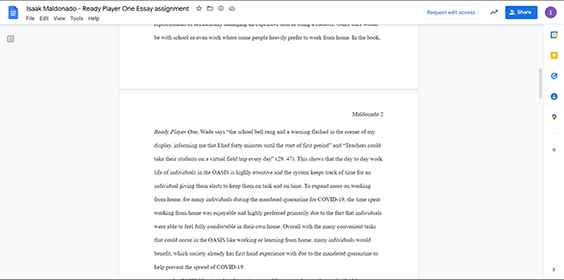 Isaak Maldonado - Ready Player One Essay assignment
File Edit View Tools Help
Request edit access
Share
I
be with school or even work where some people heavily prefer to work from home. In the book,
Maldonado 2
Ready Player One, Wade says “the school bell rang and a warning flashed in the corner of my
display, informing me that I had forty minutes until the start of first period” and “Teachers could
take their students on a virtual field trip every day” (29. 47). This shows that the day to day work
life of individuals in the OASIS is highly attentive and the system keeps track of time for an
individual giving them alerts to keep them on task and on time. To expand more on working
from home, for many individuals during the mandated quarantine for COVID-19, the time spent
working from home was enjoyable and highly preferred primarily due to the fact that individuals
were able to feel fully comfortable in their own home. Overall with the many convenient tasks
that could occur in the OASIS like working or learning from home, many individuals would
benefit, which society already has first hand experience with due to the mandated quarantine to
help prevent the spread of COVID-19.